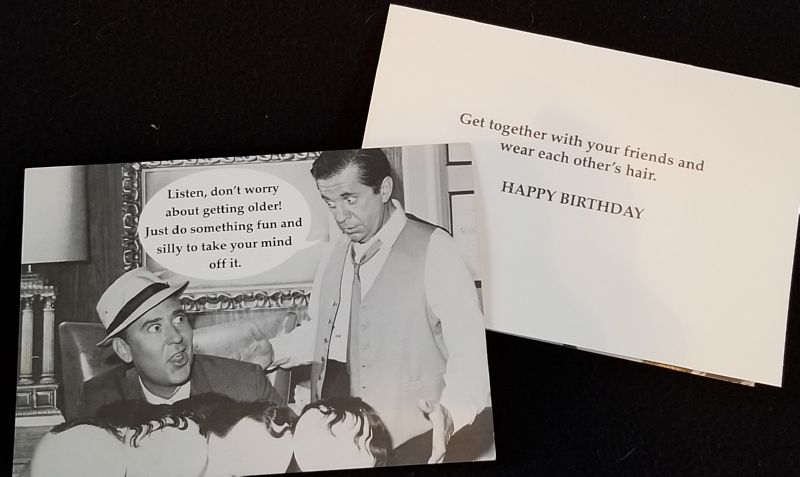 Listen, don't worry
about getting older!
Just do something fun and
silly to take your mind
off it.
Get together with your friends and
wear each other's hair.
HAPPY BIRTHDAY